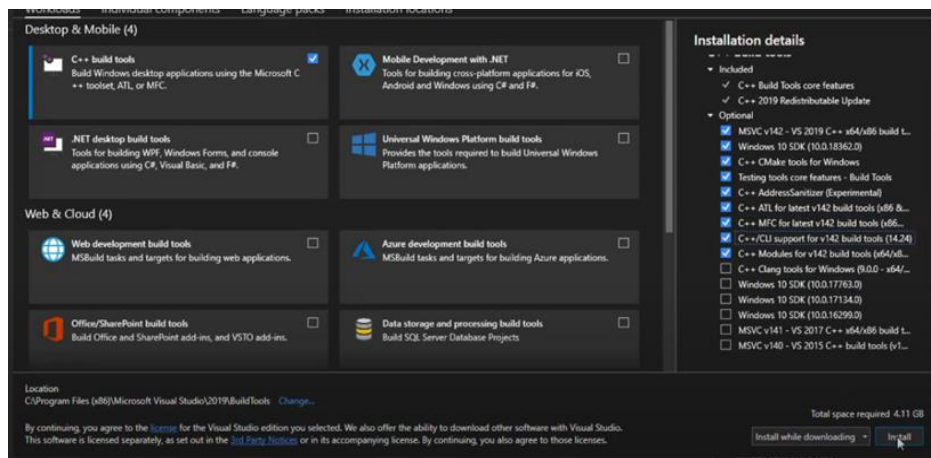 Workloads Individual components Language packs Installation locations
Desktop & Mobile (4)
C++ build tools
Build Windows desktop applications using the Microsoft C
++ toolset, ATL, or MFC.
Mobile Development with .NET
Tools for building cross-platform applications for iOS,
Android and Windows using C# and F#.
.NET desktop build tools
Tools for building WPF, Windows Forms, and console
applications using C#, Visual Basic, and F#.
Universal Windows Platform build tools
Provides the tools required to build Universal Windows
Platform applications.
Web & Cloud (4)
Web development build tools
MSBuild tasks and targets for building web applications.
Azure development build tools
MSBuild tasks and targets for building Azure applications.
Office/SharePoint build tools
Build Office and SharePoint add-ins, and VSTO add-ins.
Data storage and processing build tools
Build SQL Server Database Projects
Installation details
C++ build tools
Included
C++ Build Tools core features
C++ 2019 Redistributable Update
Optional
MSVC v142 - VS 2019 C++ x64/x86 build t...
Windows 10 SDK (10.0.18362.0)
C++ CMake tools for Windows
Testing tools core features - Build Tools
C++ AddressSanitizer (Experimental)
C++ ATL for latest v142 build tools (x86 &...
C++ MFC for latest v142 build tools (x86...
C++/CLI support for v142 build tools (14.24)
C++ Modules for v142 build tools (x64/x8...
C++ Clang tools for Windows (9.0.0 - x64/...
Windows 10 SDK (10.0.17763.0)
Windows 10 SDK (10.0.17134.0)
Windows 10 SDK (10.0.16299.0)
MSVC v141 - VS 2017 C++ x64/x86 build t...
MSVC v140 - VS 2015 C++ build tools (v1...
Location
C:\Program Files (x86)\Microsoft Visual Studio\2019\BuildTools Change...
By continuing, you agree to the license for the Visual Studio edition you selected. We also offer the ability to download other software with Visual Studio.
This software is licensed separately, as set out in the 3rd Party Notices or in its accompanying license. By continuing, you also agree to those licenses.
Total space required 4.11 GB
Install while downloading Install